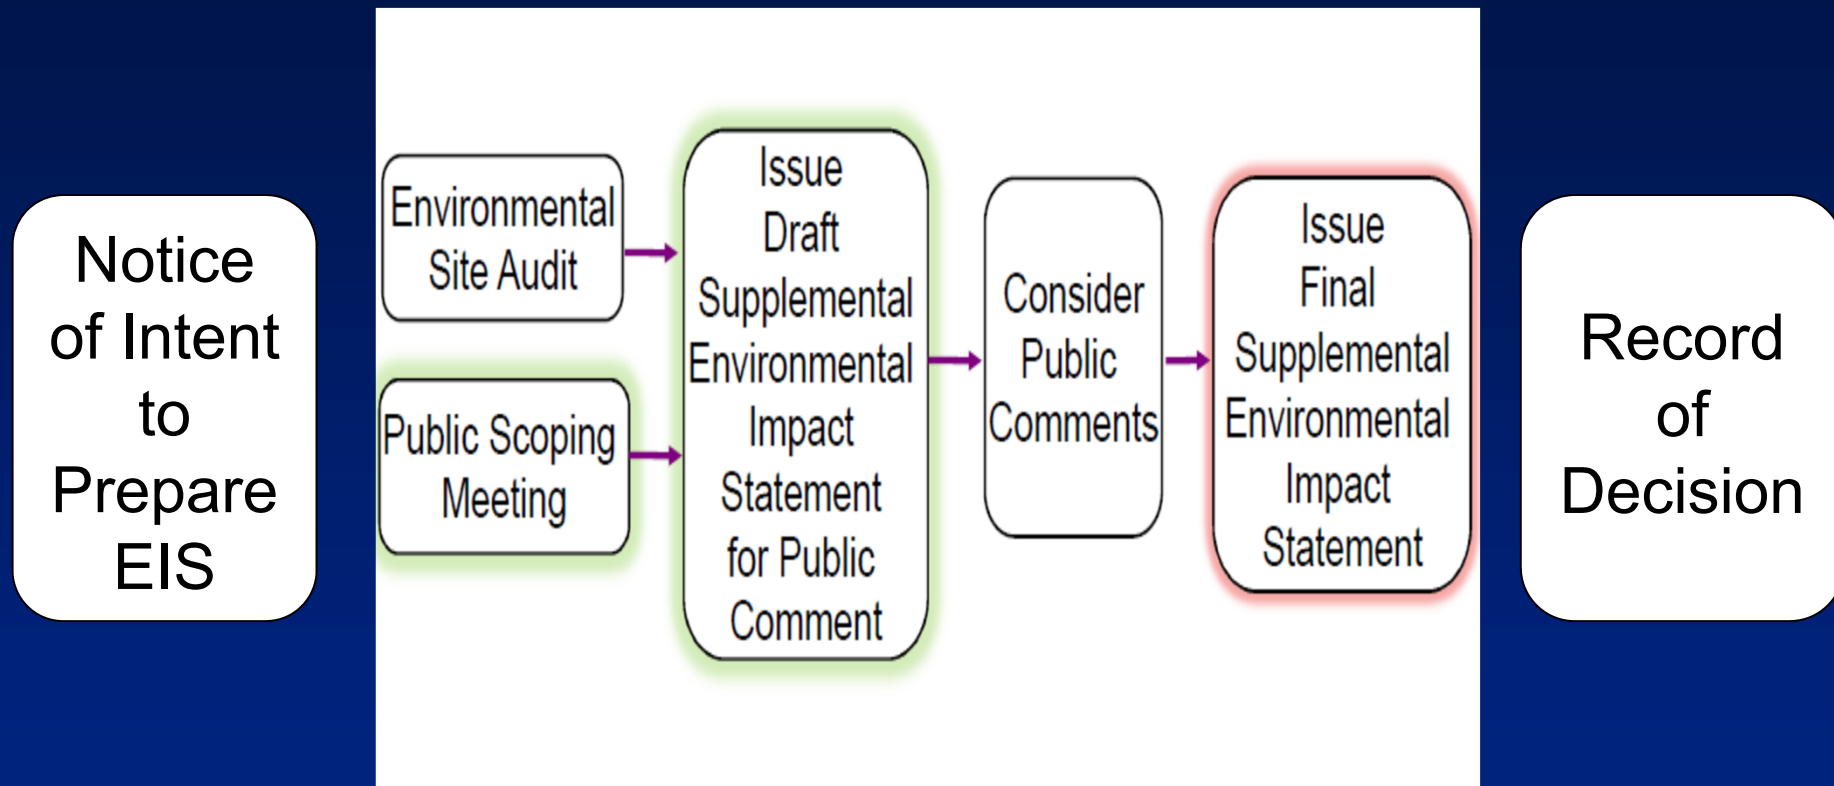 Notice
of Intent
to
Prepare
EIS
Environmental
Site Audit
Public Scoping
Meeting
Issue
Draft
Supplemental
Environmental
Impact
Statement
for Public
Comment
Consider
Public
Comments
Issue
Final
Supplemental
Environmental
Impact
Statement
Record
of
Decision